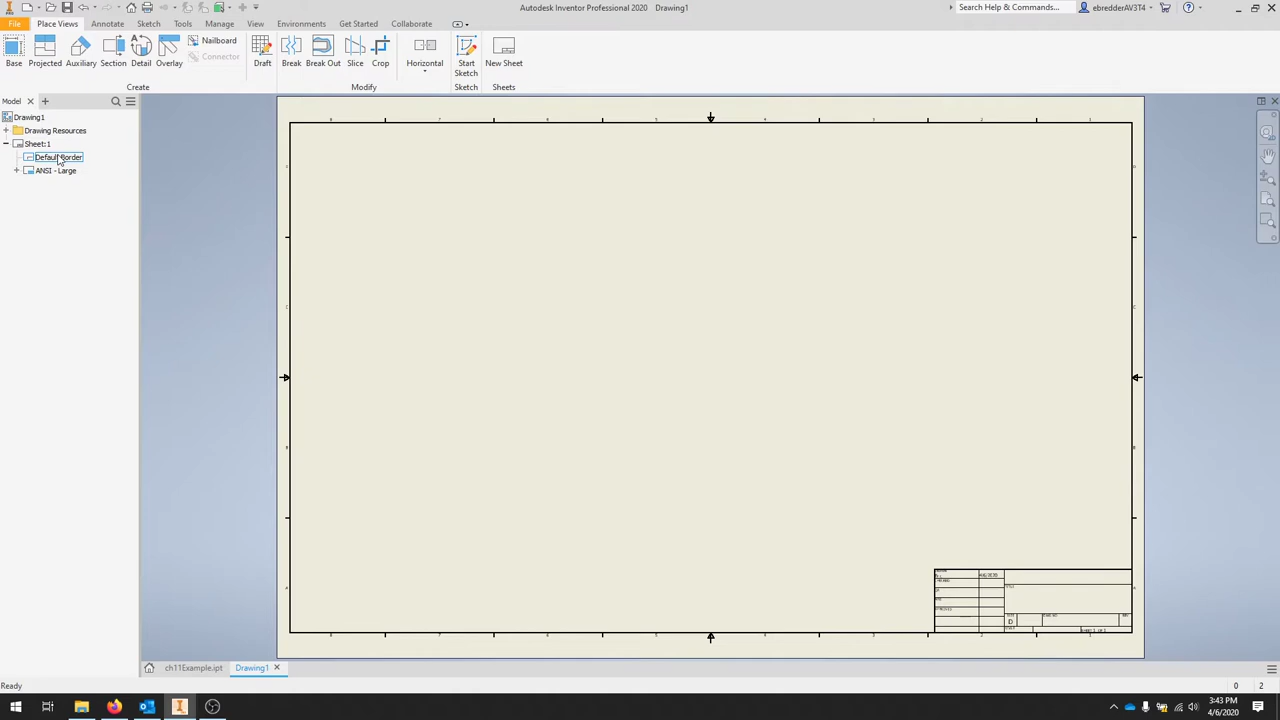 Autodesk Inventor Professional 2020 Drawing1
Search Help & Commands...
ebredderAV3T4
File Place Views Annotate Sketch Tools Manage View Environments Get Started Collaborate
Base
Projected
Auxiliary
Section
Detail
Overlay
Nailboard
Connector
Draft
Break
Break Out
Slice
Crop
Horizontal
Start
Sketch
New Sheet
Create
Modify
Sketch
Sheets
Model
Drawing1
Drawing Resources
Sheet:1
Default Border
ANSI - Large
D
ch11Example.ipt
Drawing1
Ready
0 2
3:43 PM
4/6/2020